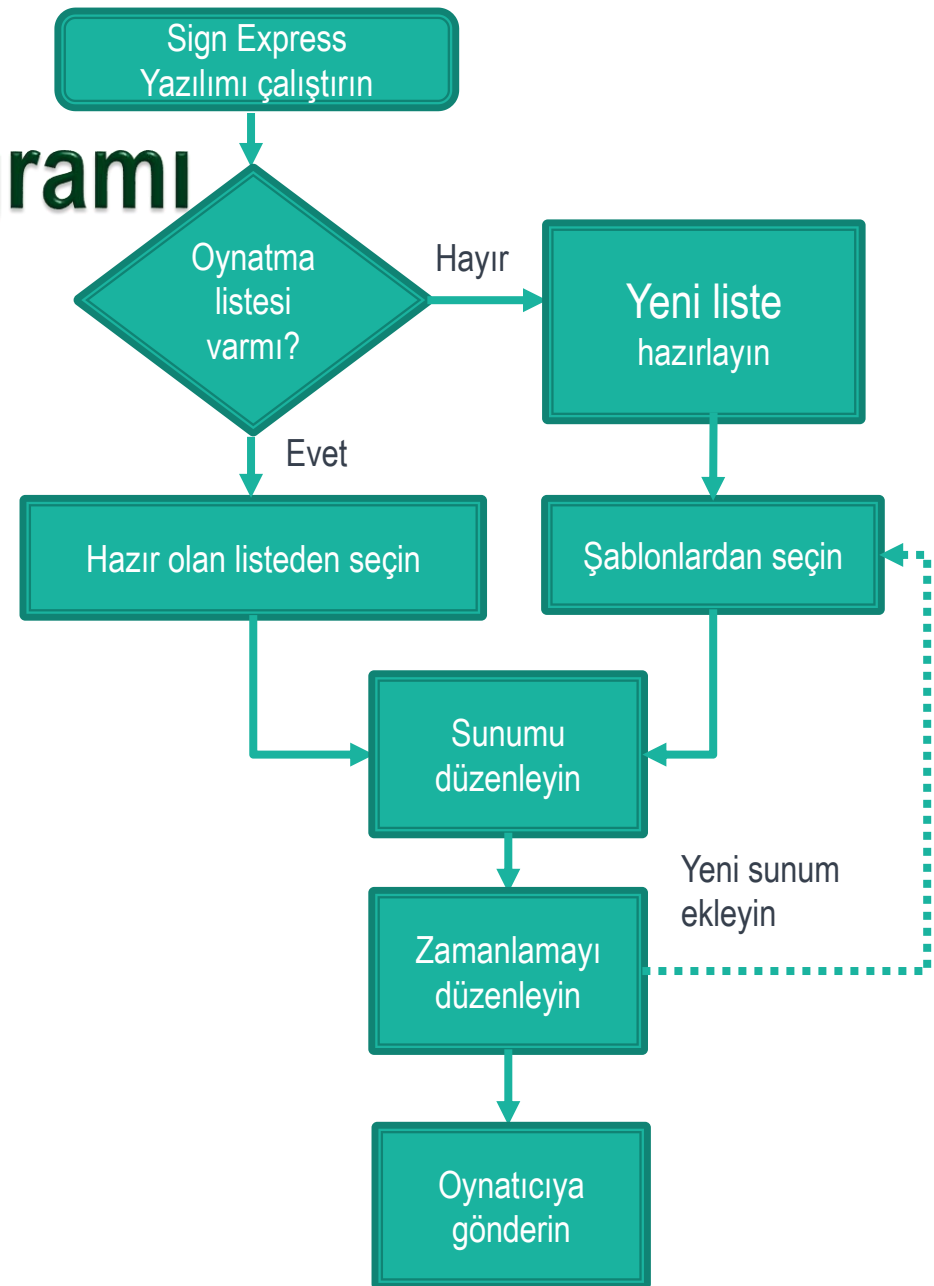 Sign Express
Yazılımı çalıştırın
ramı
Oynatma
listesi
varmı?
Hayır
Yeni liste
hazırlayın
Evet
Hazır olan listeden seçin
Şablonlardan seçin
Sunumu
düzenleyin
Yeni sunum
ekleyin
Zamanlamayı
düzenleyin
Oynatıcıya
gönderin